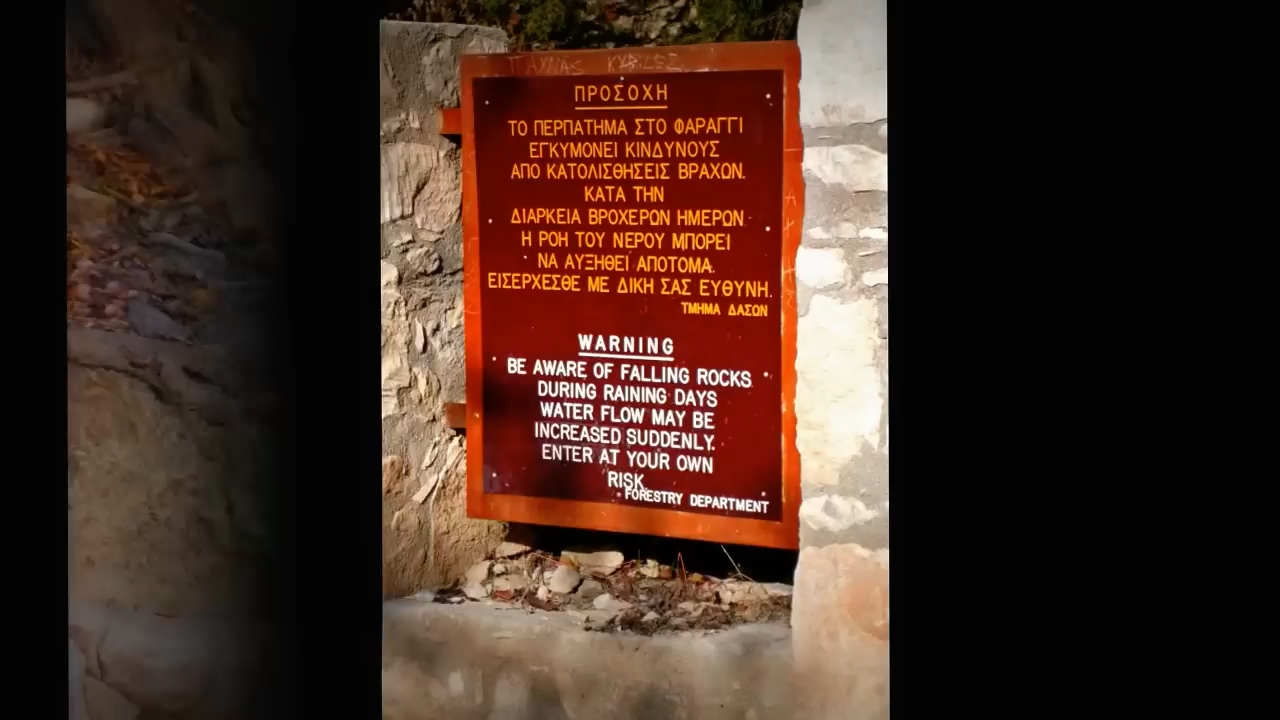 ΠΡΟΣΟΧΗ
ΤΟ ΠΕΡΠΑΤΗΜΑ ΣΤΟ ΦΑΡΑΓΓΙ
ΕΓΚΥΜΟΝΕΙ ΚΙΝΔΥΝΟΥΣ
ΑΠΟ ΚΑΤΟΛΙΣΘΗΣΕΙΣ ΒΡΑΧΩΝ.
ΚΑΤΑ ΤΗΝ
ΔΙΑΡΚΕΙΑ ΒΡΟΧΕΡΩΝ ΗΜΕΡΩΝ
Η ΡΟΗ ΤΟΥ ΝΕΡΟΥ ΜΠΟΡΕΙ
ΝΑ ΑΥΞΗΘΕΙ ΑΠΟΤΟΜΑ.
ΕΙΣΕΡΧΕΣΘΕ ΜΕ ΔΙΚΗ ΣΑΣ ΕΥΘΥΝΗ.
ΤΜΗΜΑ ΔΑΣΩΝ
WARNING
BE AWARE OF FALLING ROCKS
DURING RAINING DAYS
WATER FLOW MAY BE
INCREASED SUDDENLY.
ENTER AT YOUR OWN
RISK.
FORESTRY DEPARTMENT